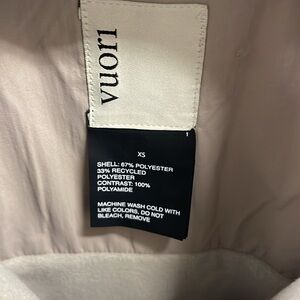 vuori
XS
SHELL: 67% POLYESTER
33% RECYCLED
POLYESTER
CONTRAST: 100%
POLYAMIDE
MACHINE WASH COLD WITH
LIKE COLORS, DO NOT
BLEACH, REMOVE